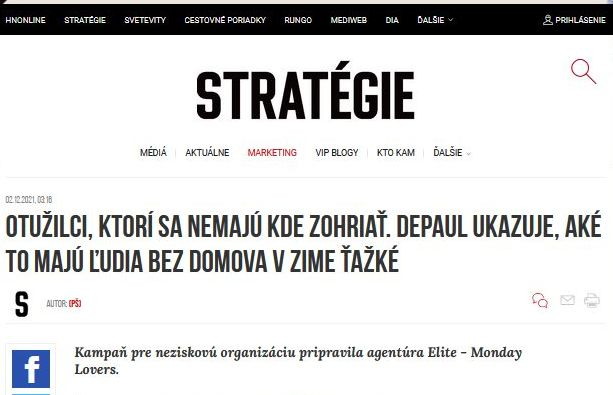 HNONLINE STRATÉGIE SVETEVITY CESTOVNÉ PORIADKY RUNGO MEDIWEB DIA ĎALŠIE PRIHLÁSENIE
STRATÉGIE
MÉDIÁ AKTUÁLNE MARKETING VIP BLOGY KTO KAM ĎALŠIE
02.12.2021, 03:18
OTUŽILCI, KTORÍ SA NEMAJÚ KDE ZOHRIAŤ. DEPAUL UKAZUJE, AKÉ
TO MAJÚ ĽUDIA BEZ DOMOVA V ZIME ŤAŽKÉ
S AUTOR: (PŠ)
f Kampaň pre neziskovú organizáciu pripravila agentúra Elite - Monday
Lovers.